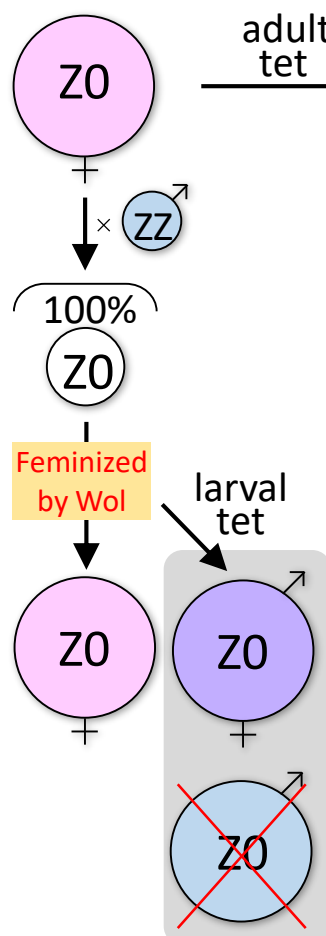 adult
tet
Z0
×
ZZ
100%
Z0
Feminized
by Wol
larval
tet
Z0
Z0
Z0